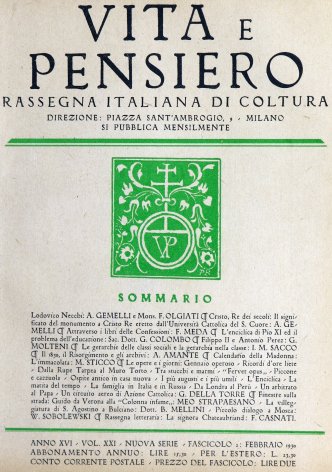 VITA E
PENSIERO
RASSEGNA ITALIANA DI COLTURA
DIREZIONE: PIAZZA SANT'AMBROGIO, 9 - MILANO
SI PUBBLICA MENSILMENTE
VP
SOMMARIO
Lodovico Necchi: A. GEMELLI e Mons. F. OLGIATI ¶ Cristo, Re dei secoli: Il signi-
ficato del monumento a Cristo Re eretto dall'Università Cattolica del S. Cuore: A. GE-
MELLI ¶ Attraverso i libri delle Confessioni: F. MEDA ¶ L'enciclica di Pio XI ed il
problema dell'educazione: Sac. Dott. G. COLOMBO ¶ Filippo II e Antonio Perez: G.
MOLTENI ¶ Le gerarchie delle classi sociali e la gerarchia nella classe: I. M. SACCO
¶ Il 1859, il Risorgimento e gli archivi: A. AMANTE ¶ Calendario della Madonna:
L'immacolata: M. STICCO ¶ Le opere e i giorni: Gennaio operoso - Ricordi d'ore liete
- Dalla Rupe Tarpea al Muro Torto - Tra stucchi e marmi - "Fervet opus„ - Piccone
e cazzuola - Ospite antico in casa nuova - I più augusti e i più umili - L'Enciclica - La
mania del tempo - La famiglia in Italia e in Russia - Da Londra al Perù - Un arbitrato
al Papa - Un circuito aereo di Azione Cattolica: G. DELLA TORRE ¶ Finestre sulla
strada: Guido da Verona alle "Colonna infame„: MEO STRAPAESANO - La villeg-
giatura di S. Agostino a Bulciano: Dott. B. MELLINI - Piccolo dialogo a Mosca:
W. SOBOLEWSKI ¶ Rassegna letteraria: La signora Chateaubriand: F. CASNATI.
ANNO XVI - VOL. XXI - NUOVA SERIE - FASCICOLO 2: FEBBRAIO 1930
ABBONAMENTO ANNUO: LIRE 15,30 - PER L'ESTERO: L. 25,30
CONTO CORRENTE POSTALE - PREZZO DEL FASCICOLO: LIRE DUE